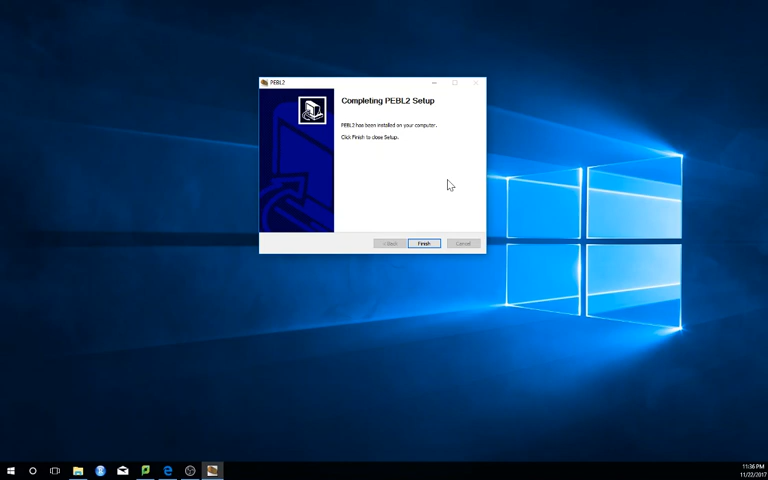 PEBL2
Completing PEBL2 Setup
PEBL2 has been installed on your computer.
Click Finish to close Setup.
< Back
Finish
Cancel
11:36 PM
11/22/2017